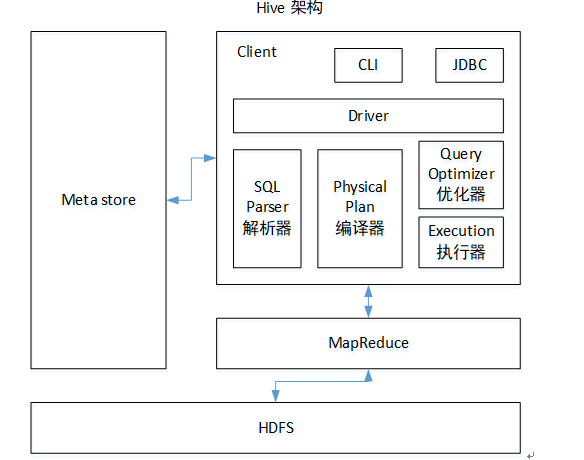 Hive 架构
Client
CLI
JDBC
Driver
Meta store
SQL
Parser
解析器
Physical
Plan
编译器
Query
Optimizer
优化器
Execution
执行器
MapReduce
HDFS